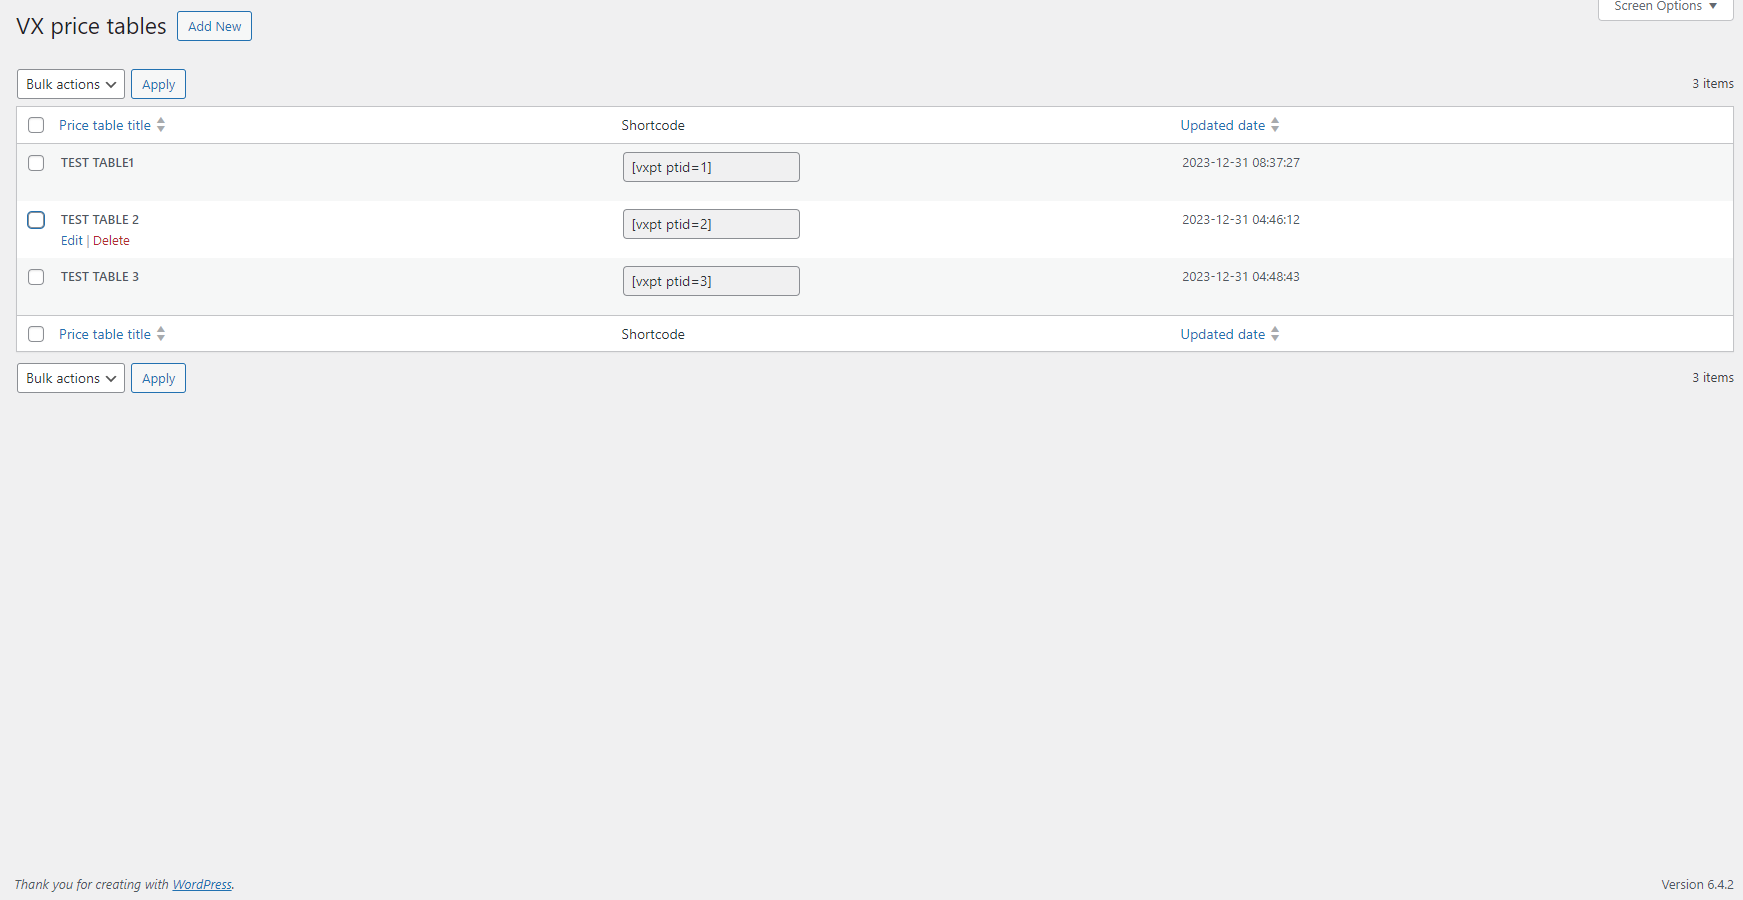 Screen Options
VX price tables Add New
Bulk actions Apply 3 items
Price table title Shortcode Updated date
TEST TABLE1 [vxpt ptid=1] 2023-12-31 08:37:27
TEST TABLE 2 [vxpt ptid=2] 2023-12-31 04:46:12
Edit | Delete
TEST TABLE 3 [vxpt ptid=3] 2023-12-31 04:48:43
Price table title Shortcode Updated date
Bulk actions Apply 3 items
Thank you for creating with WordPress. Version 6.4.2